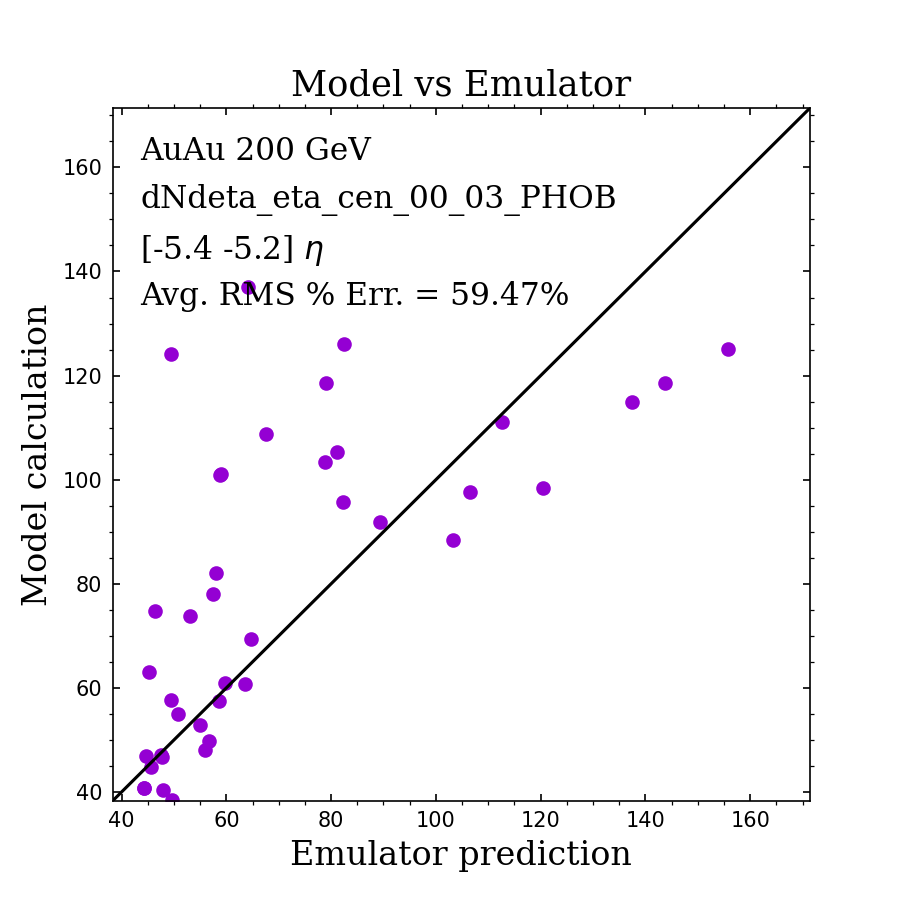 Model vs Emulator
AuAu 200 GeV
dNdeta_eta_cen_00_03_PHOB
[-5.4 -5.2] η
Avg. RMS % Err. = 59.47%
Model calculation
160
140
120
100
80
60
40
40 60 80 100 120 140 160
Emulator prediction